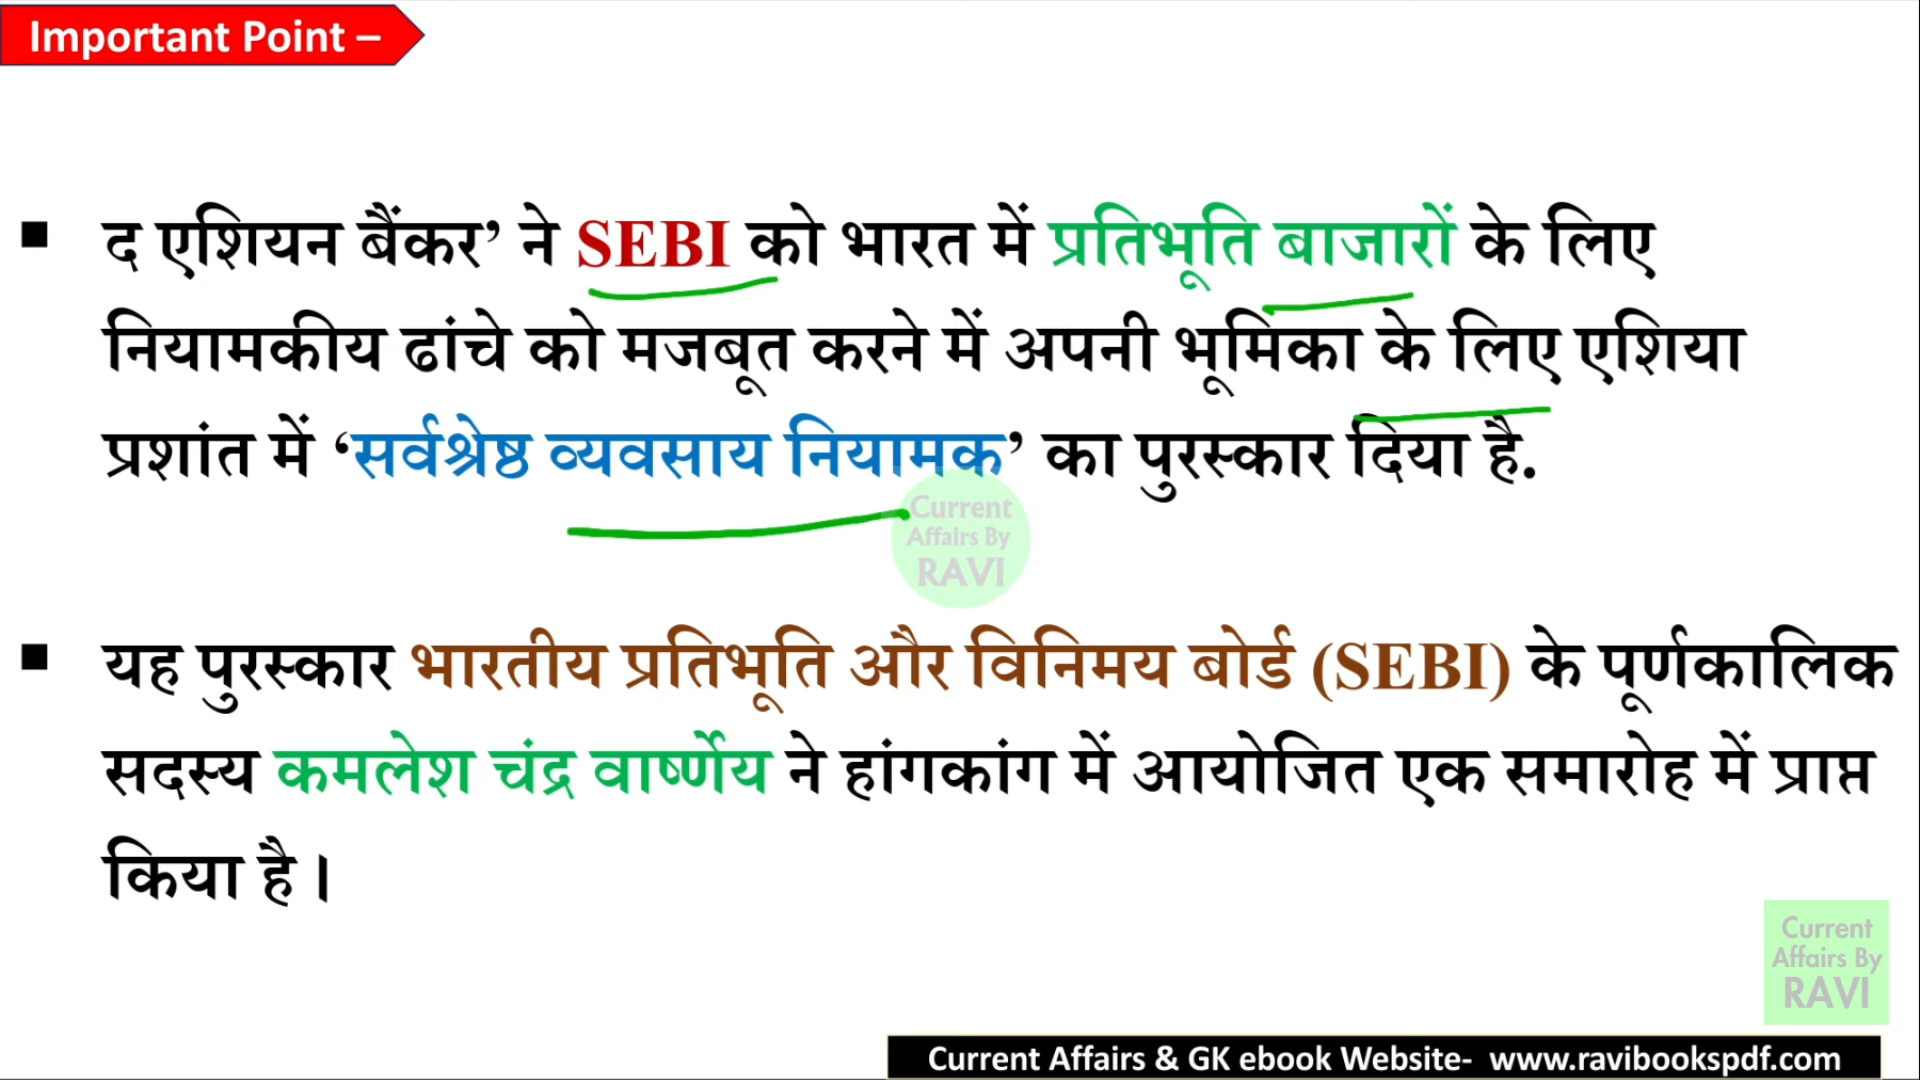 Important Point –
▪ द एशियन बैंकर’ ने SEBI को भारत में प्रतिभूति बाजारों के लिए
नियामकीय ढांचे को मजबूत करने में अपनी भूमिका के लिए एशिया
प्रशांत में ‘सर्वश्रेष्ठ व्यवसाय नियामक’ का पुरस्कार दिया है.
Current
Affairs By
RAVI
▪ यह पुरस्कार भारतीय प्रतिभूति और विनिमय बोर्ड (SEBI) के पूर्णकालिक
सदस्य कमलेश चंद्र वार्ष्णेय ने हांगकांग में आयोजित एक समारोह में प्राप्त
किया है।
Current
Affairs By
RAVI
Current Affairs & GK ebook Website- www.ravibookspdf.com